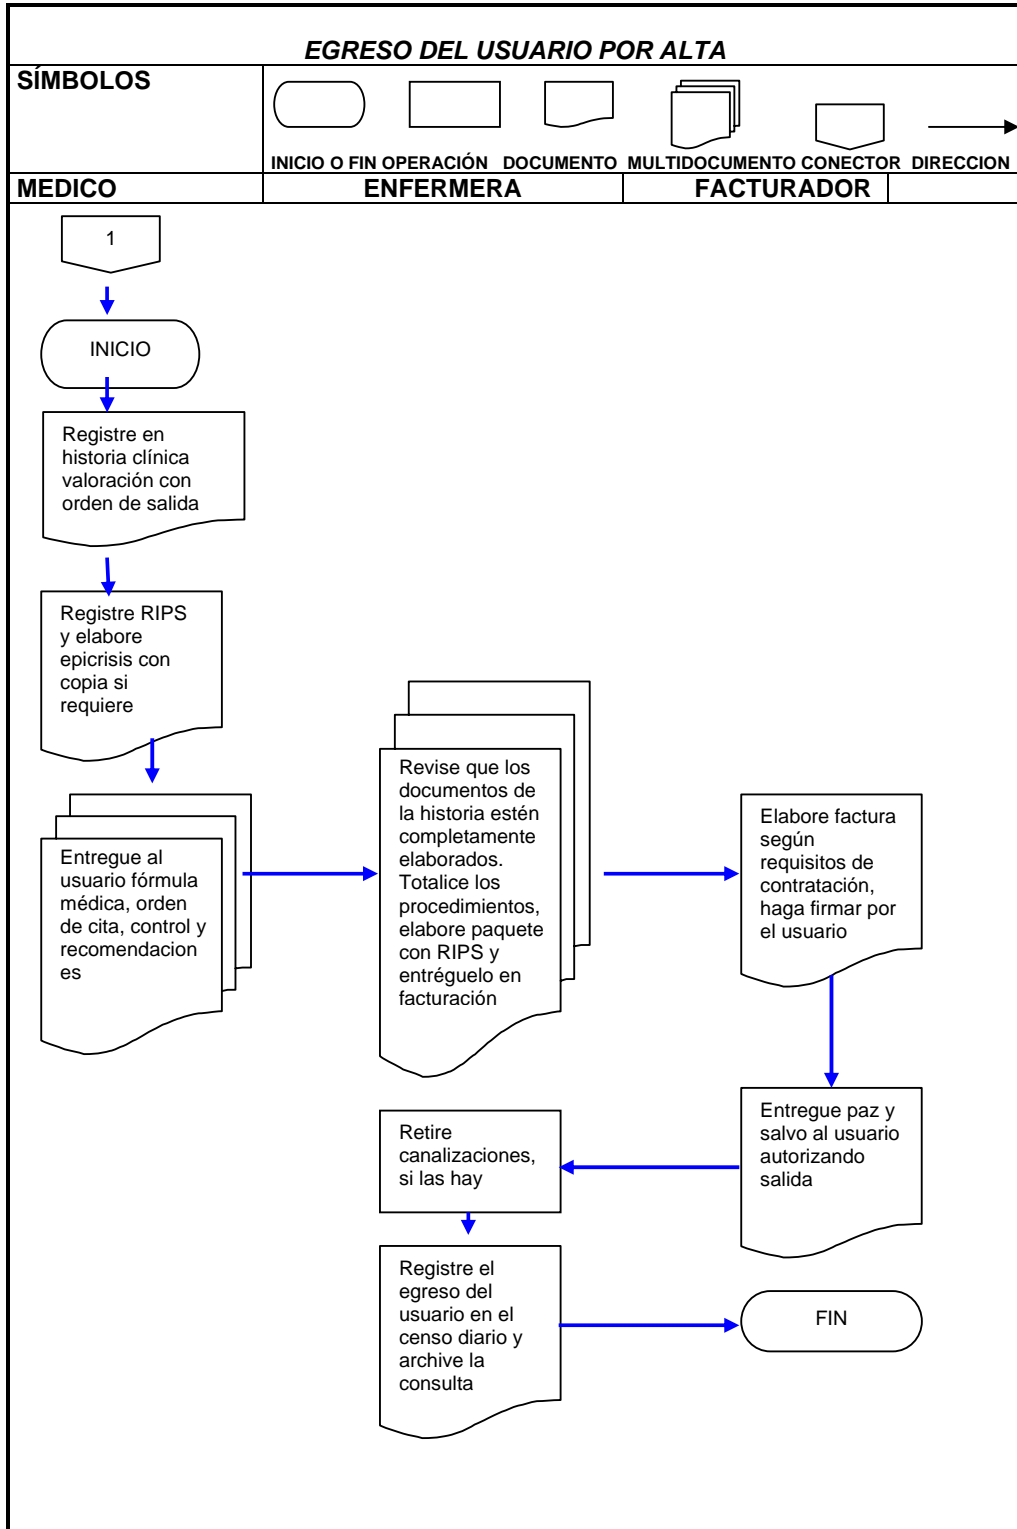 EGRESO DEL USUARIO POR ALTA
SÍMBOLOS
INICIO O FIN OPERACIÓN DOCUMENTO MULTIDOCUMENTO CONECTOR DIRECCION
MEDICO ENFERMERA FACTURADOR
1
INICIO
Registre en
historia clínica
valoración con
orden de salida
Registre RIPS
y elabore
epicrisis con
copia si
requiere
Entregue al
usuario fórmula
médica, orden
de cita, control y
recomendacion
es
Revise que los
documentos de
la historia estén
completamente
elaborados.
Totalice los
procedimientos,
elabore paquete
con RIPS y
entréguelo en
facturación
Elabore factura
según
requisitos de
contratación,
haga firmar por
el usuario
Entregue paz y
salvo al usuario
autorizando
salida
Retire
canalizaciones,
si las hay
Registre el
egreso del
usuario en el
censo diario y
archive la
consulta
FIN